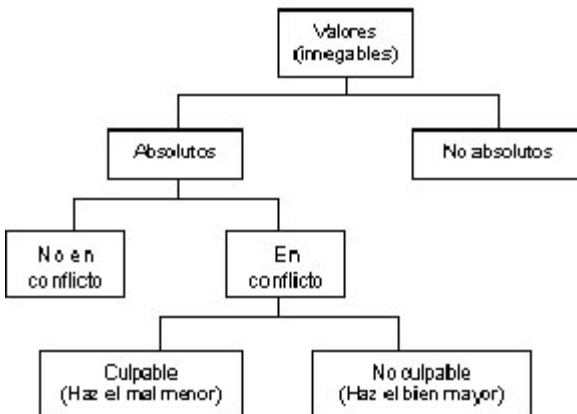 Valores
(innegables)
Absolutos
No absolutos
No en
conflicto
En
conflicto
Culpable
(Haz el mal menor)
No culpable
(Haz el bien mayor)